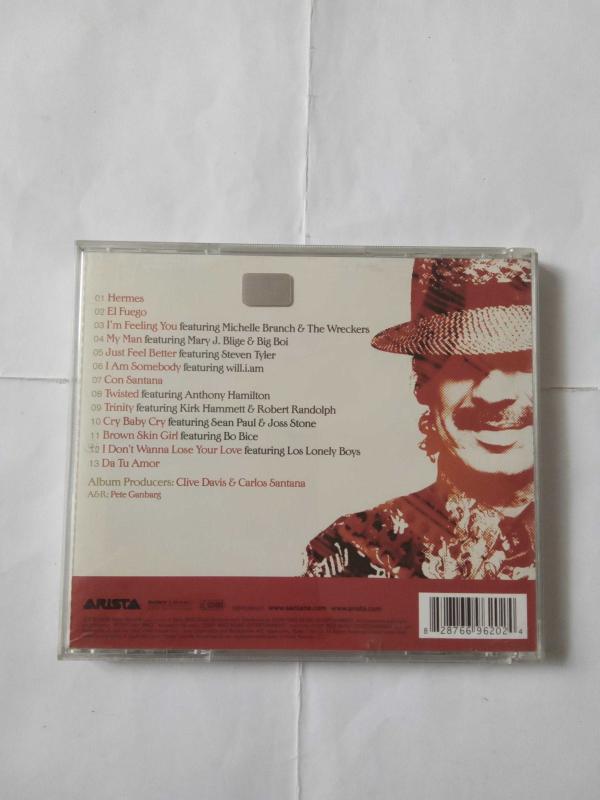 01 Hermes
02 El Fuego
03 I'm Feeling You featuring Michelle Branch & The Wreckers
04 My Man featuring Mary J. Blige & Big Boi
05 Just Feel Better featuring Steven Tyler
06 I Am Somebody featuring will.i.am
07 Con Santana
08 Twisted featuring Anthony Hamilton
09 Trinity featuring Kirk Hammett & Robert Randolph
10 Cry Baby Cry featuring Sean Paul & Joss Stone
11 Brown Skin Girl featuring Bo Bice
12 I Don't Wanna Lose Your Love featuring Los Lonely Boys
13 Da Tu Amor
Album Producers: Clive Davis & Carlos Santana
A&R: Pete Ganbarg
ARISTA www.santana.com www.arista.com
8 28766 96202 4